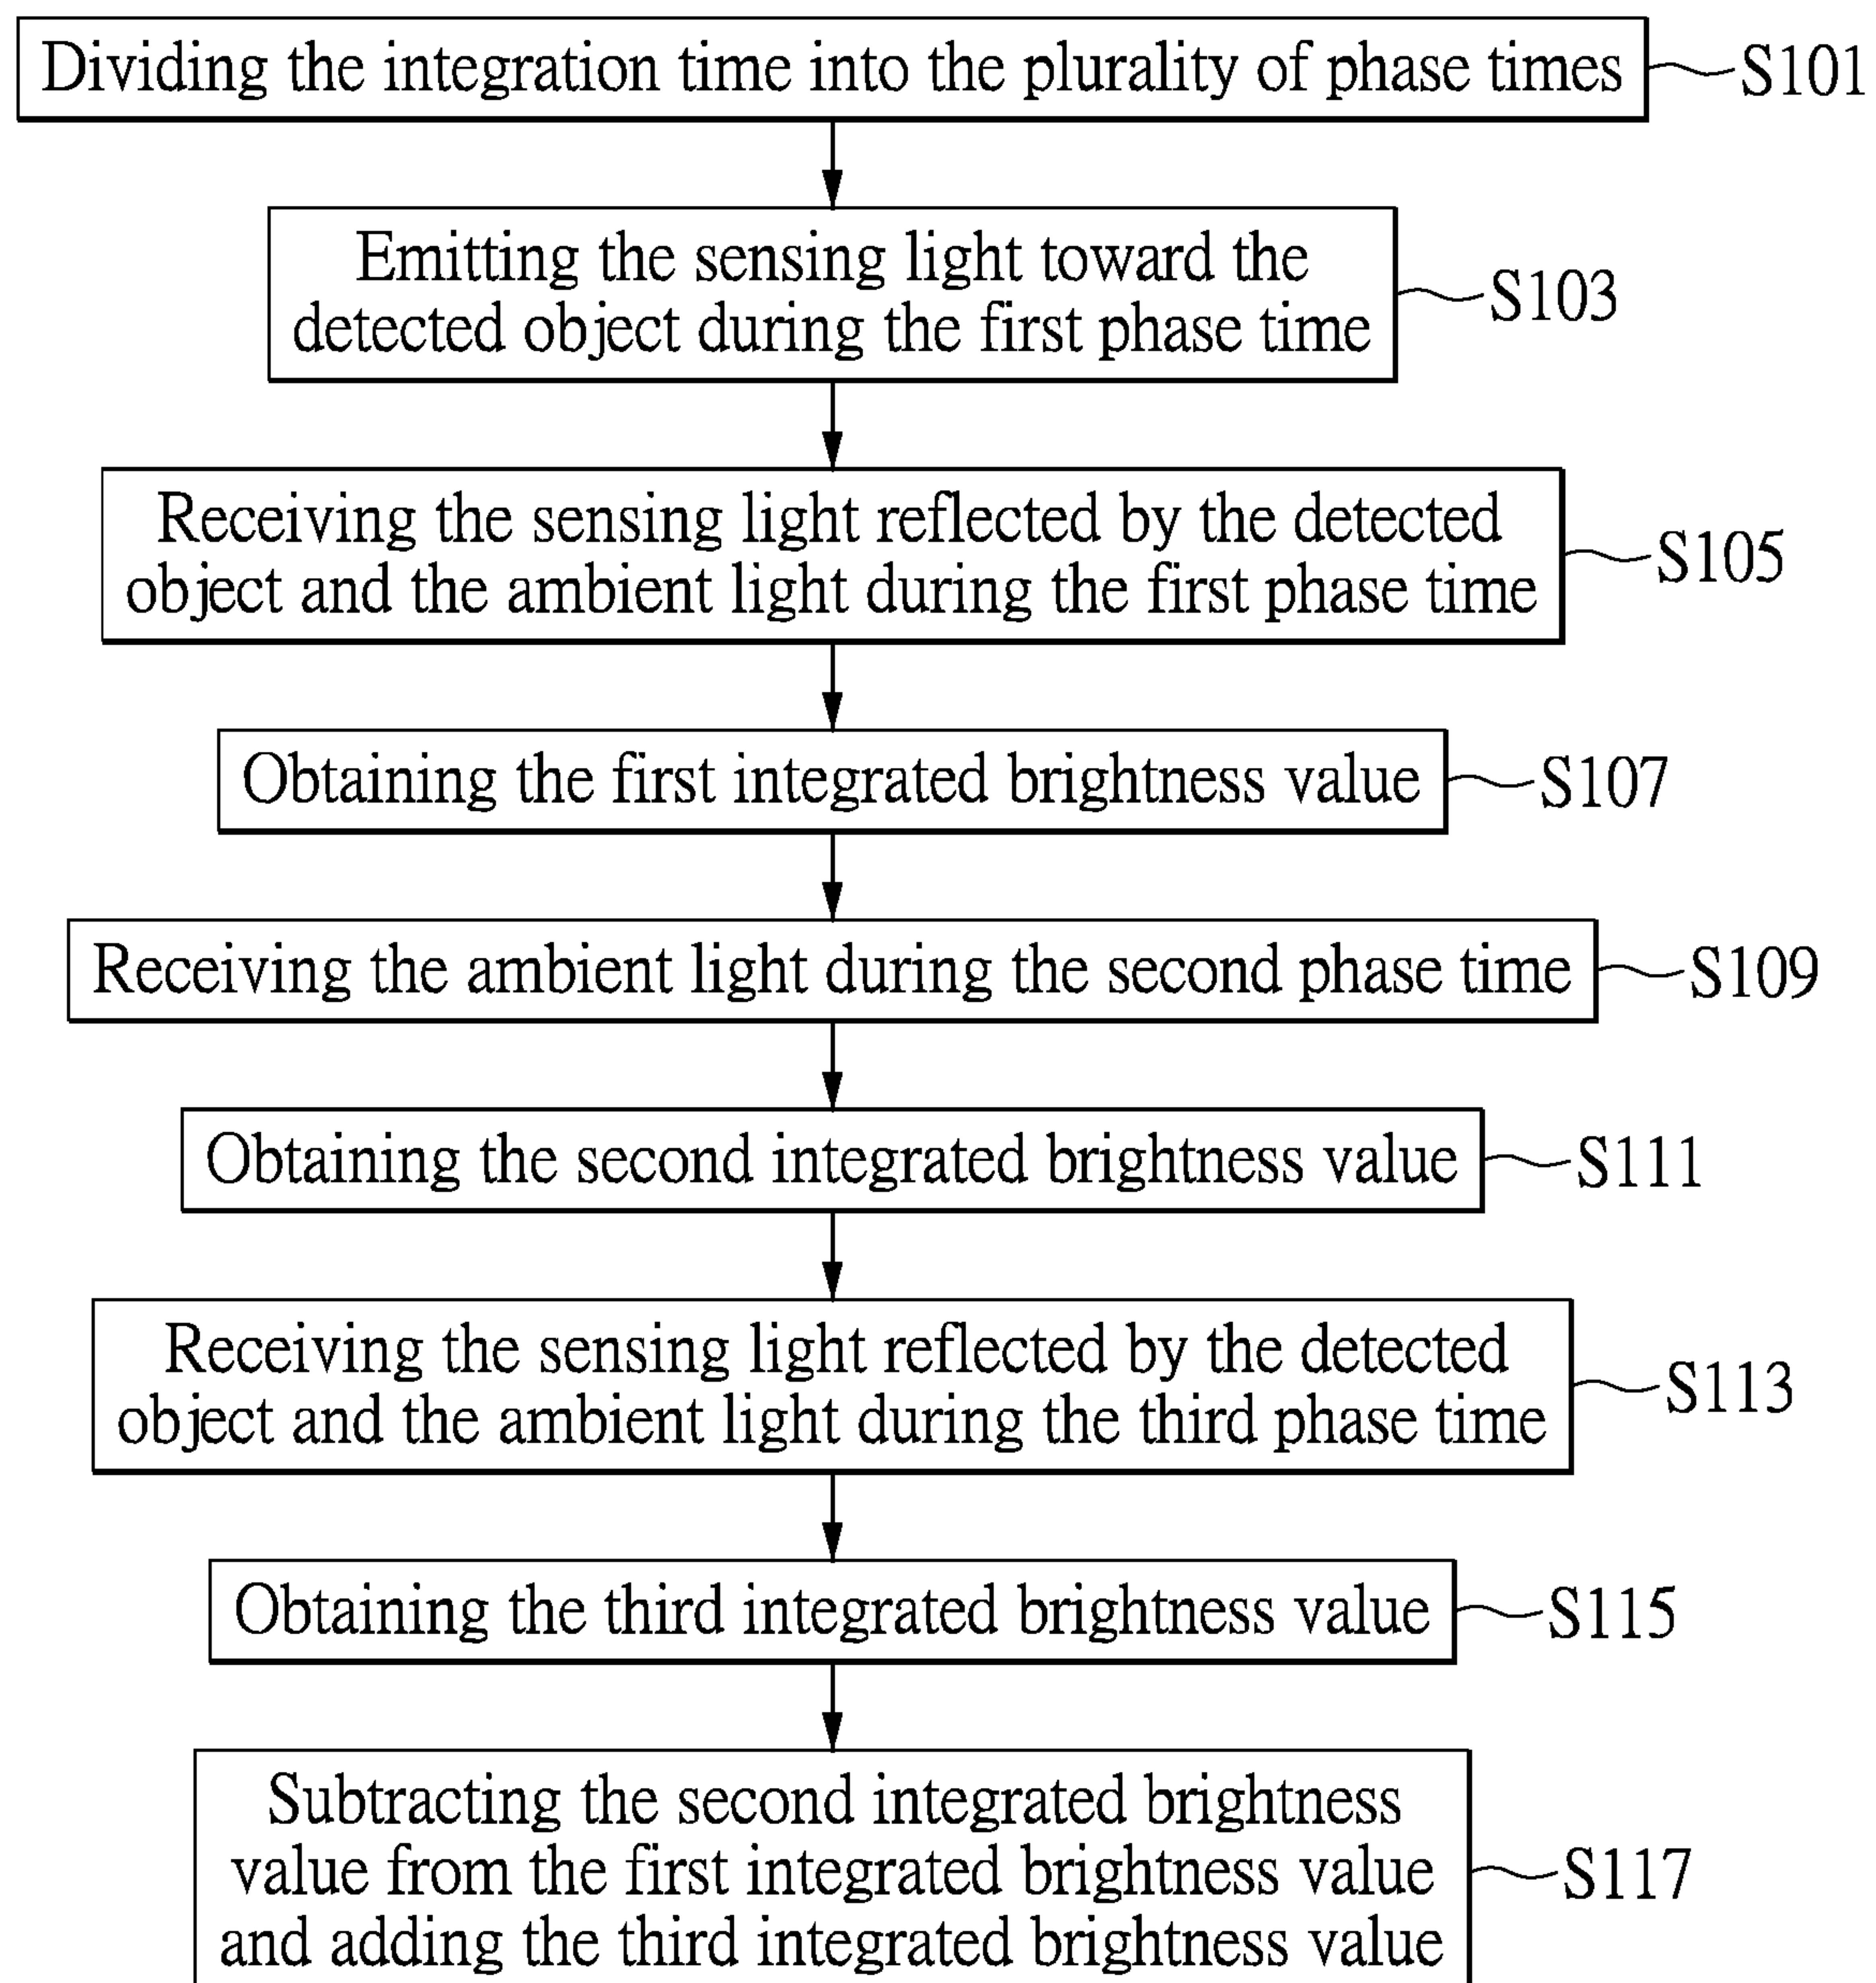 Dividing the integration time into the plurality of phase times
S101
Emitting the sensing light toward the
detected object during the first phase time
S103
Receiving the sensing light reflected by the detected
object and the ambient light during the first phase time
S105
Obtaining the first integrated brightness value
S107
Receiving the ambient light during the second phase time
S109
Obtaining the second integrated brightness value
S111
Receiving the sensing light reflected by the detected
object and the ambient light during the third phase time
S113
Obtaining the third integrated brightness value
S115
Subtracting the second integrated brightness
value from the first integrated brightness value
and adding the third integrated brightness value
S117